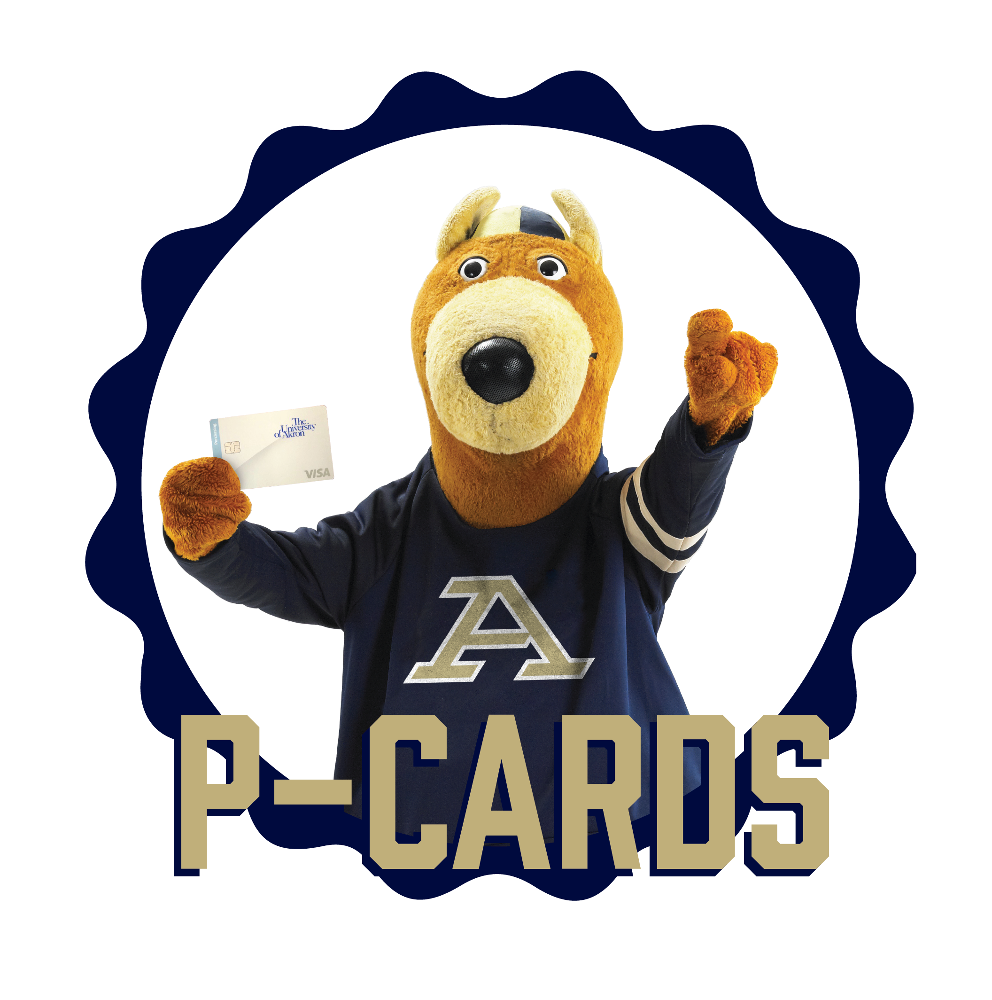 Purchasing
The
University
of Akron
VISA
A
P-CARDS